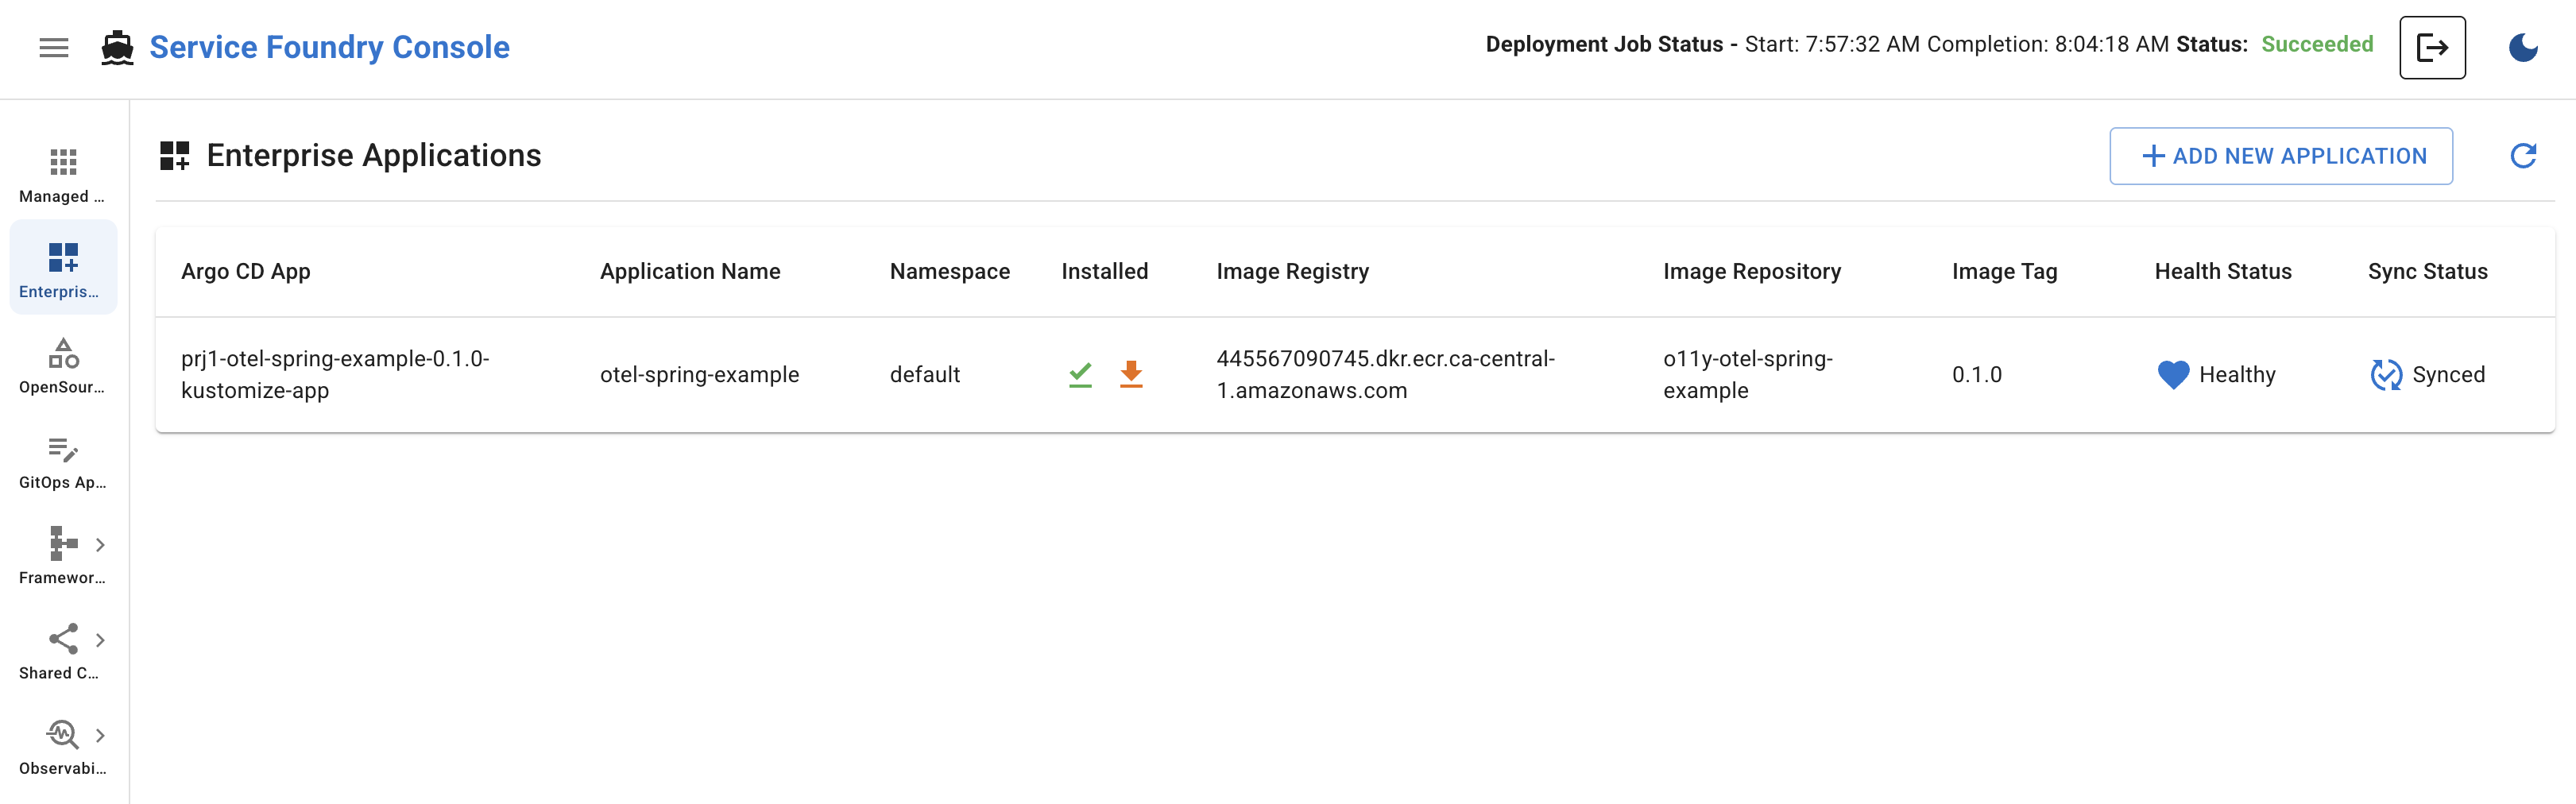 Service Foundry Console
Deployment Job Status - Start: 7:57:32 AM Completion: 8:04:18 AM Status: Succeeded
Managed ...
Enterpris...
OpenSour...
GitOps Ap...
Framewor...
Shared C...
Observabi...
Enterprise Applications
ADD NEW APPLICATION
Argo CD App Application Name Namespace Installed Image Registry Image Repository Image Tag Health Status Sync Status
prj1-otel-spring-example-0.1.0-
kustomize-app
otel-spring-example
default
445567090745.dkr.ecr.ca-central-
1.amazonaws.com
o11y-otel-spring-
example
0.1.0
Healthy
Synced